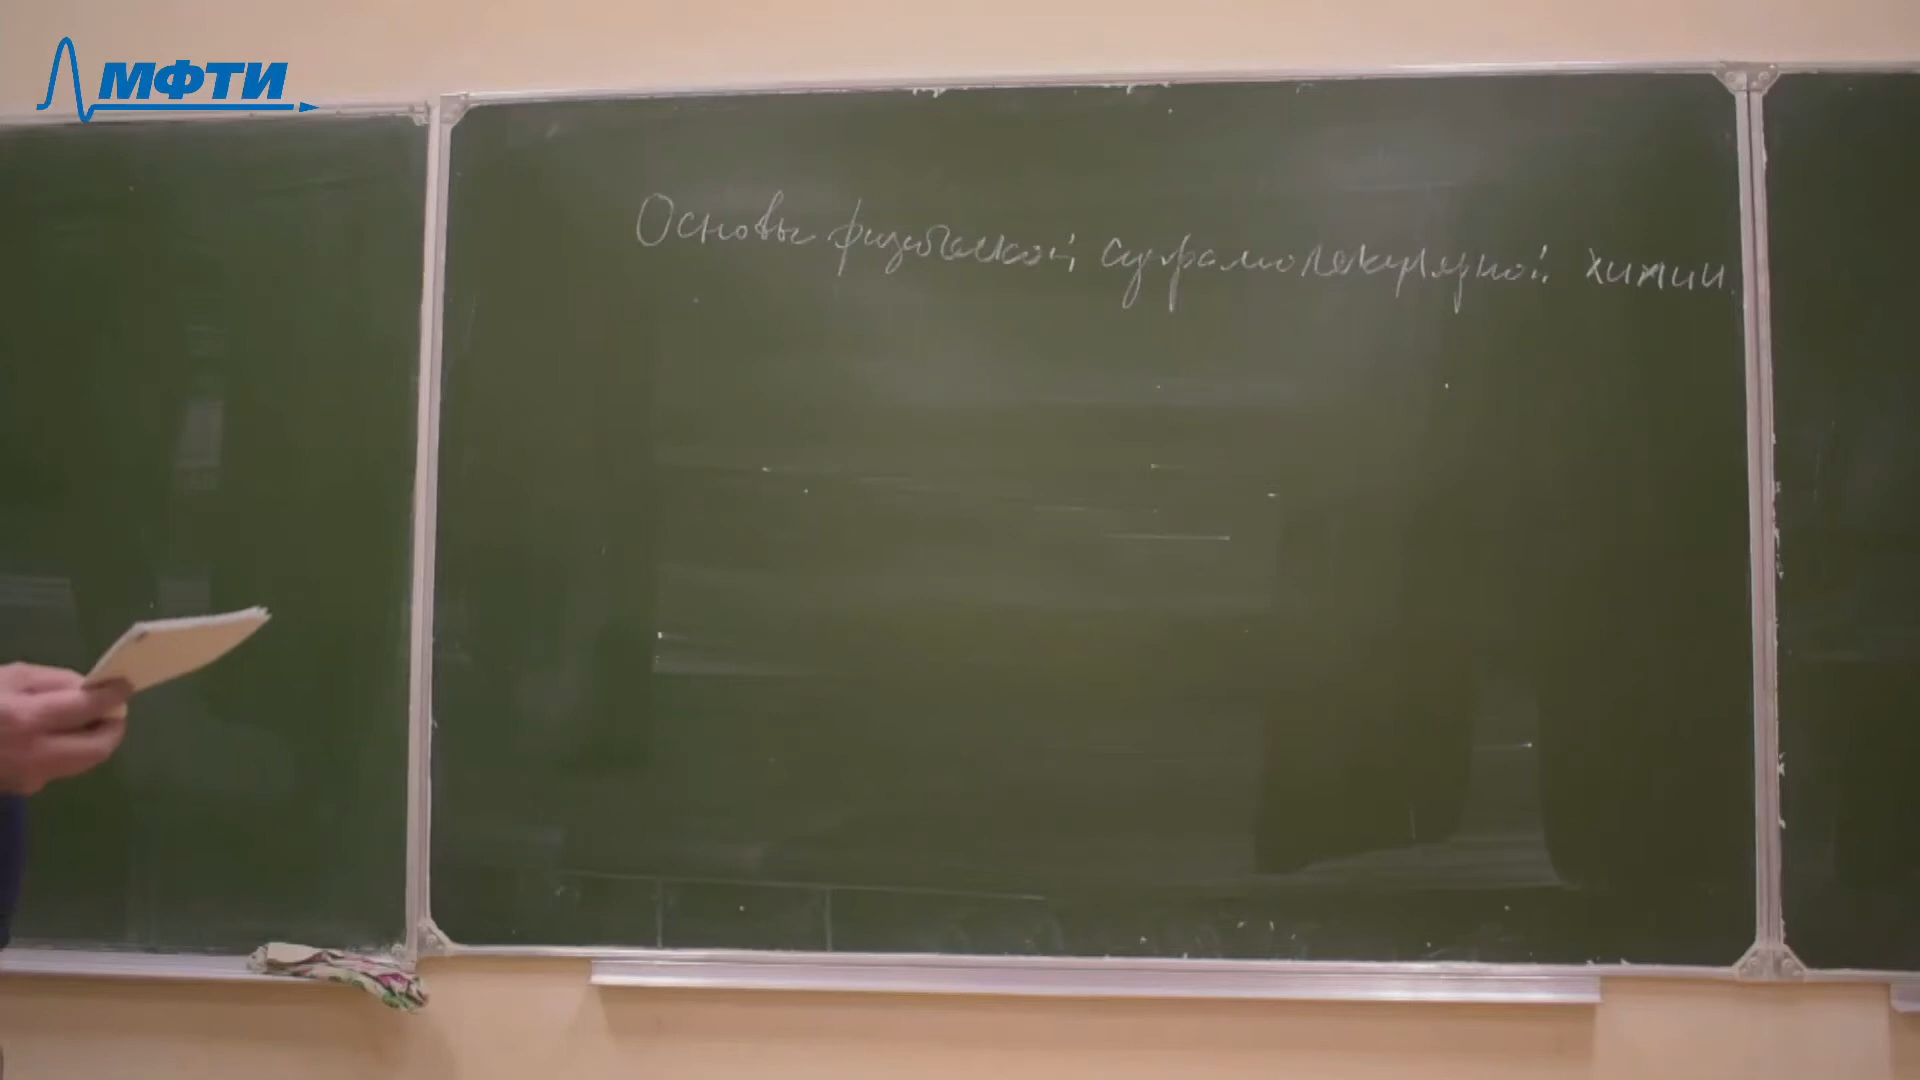 МФТИ
Основы физической супрамолекулярной химии